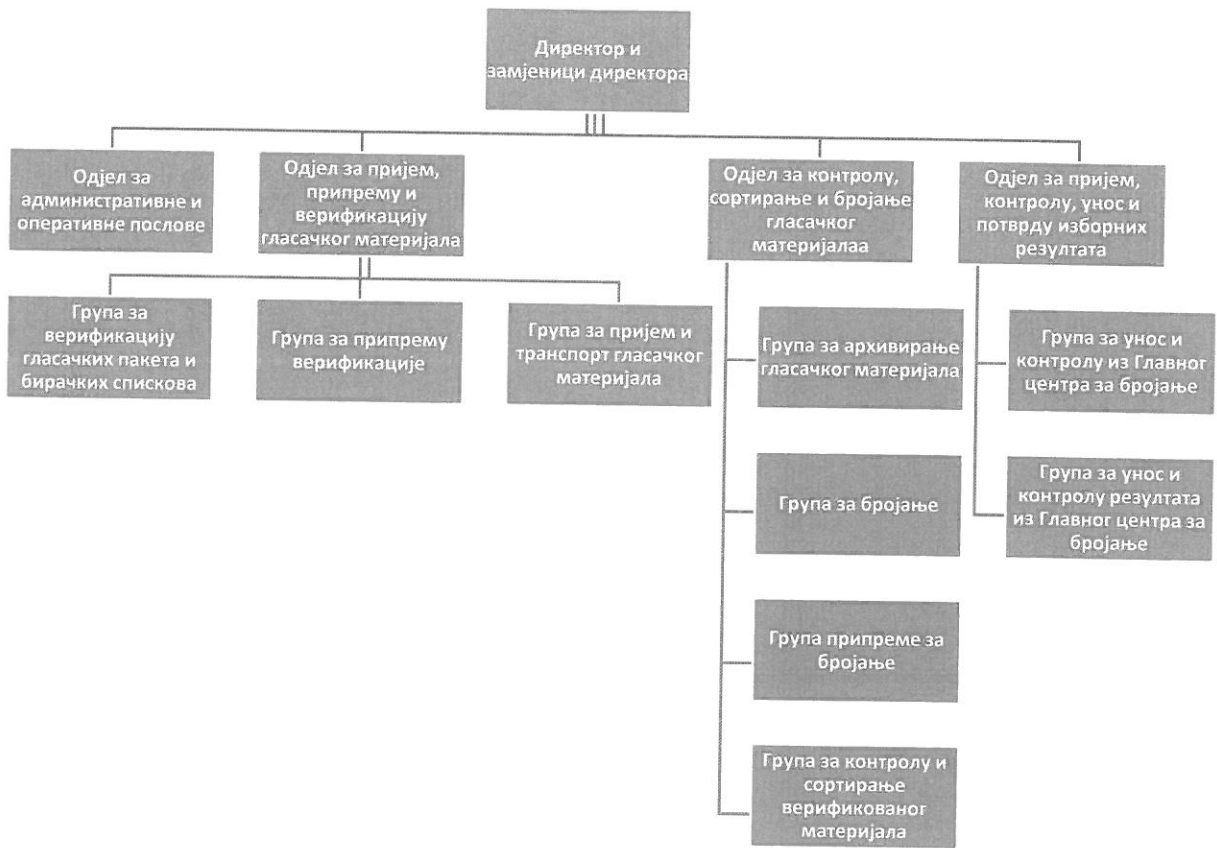 Директор и
замјеници директора
Одјел за
административне и
оперативне послове
Одјел за пријем,
припрему и
верификацију
гласачког материјала
Одјел за контролу,
сортирање и бројање
гласачког
материјалаа
Одјел за пријем,
контролу, унос и
потврду изборних
резултата
Група за
верификацију
гласачких пакета и
бирачких спискова
Група за припрему
верификације
Група за пријем и
транспорт гласачког
материјала
Група за архивирање
гласачког материјала
Група за бројање
Група припреме за
бројање
Група за контролу и
сортирање
верификованог
материјала
Група за унос и
контролу из Главног
центра за бројање
Група за унос и
контролу резултата
из Главног центра за
бројање